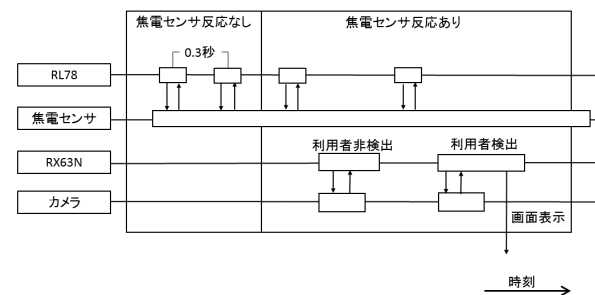 焦電センサ反応なし
焦電センサ反応あり
0.3秒
RL78
焦電センサ
利用者非検出
利用者検出
RX63N
カメラ
画面表示
時刻